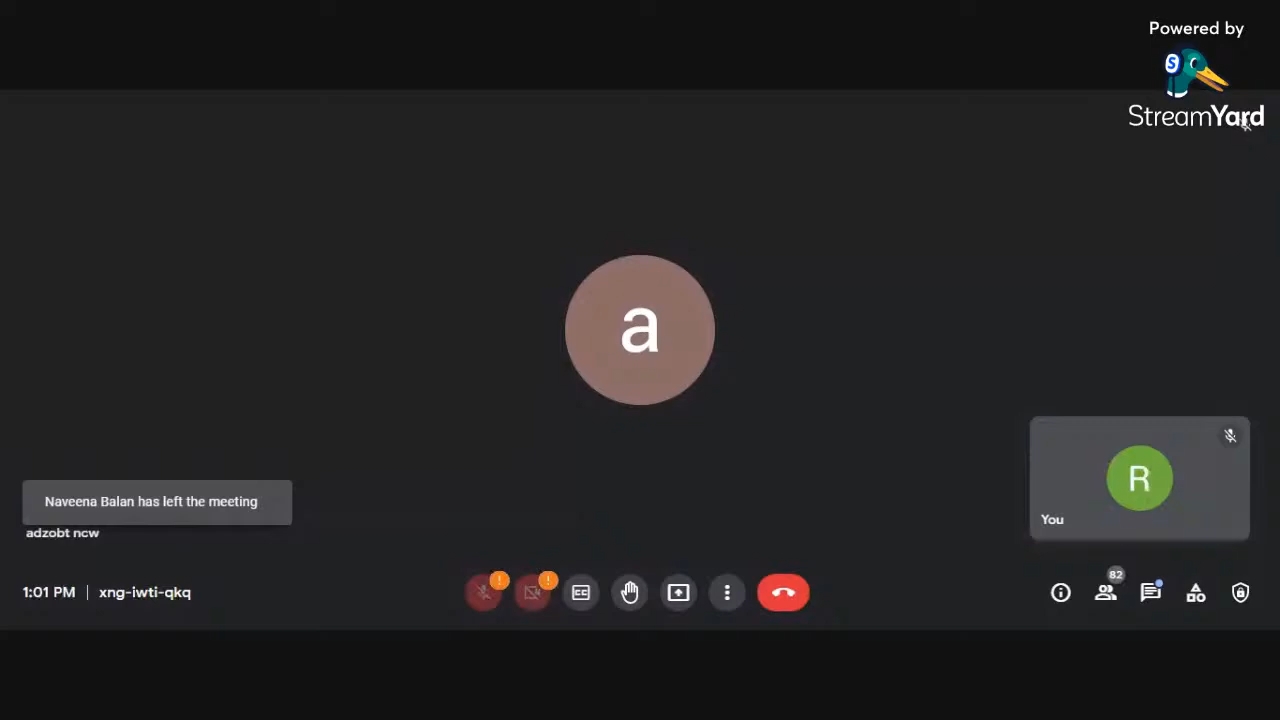 Powered by
S
StreamYard
a
R
You
Naveena Balan has left the meeting
adzobt ncw
1:01 PM | xng-iwti-qkq
! ! CC
82